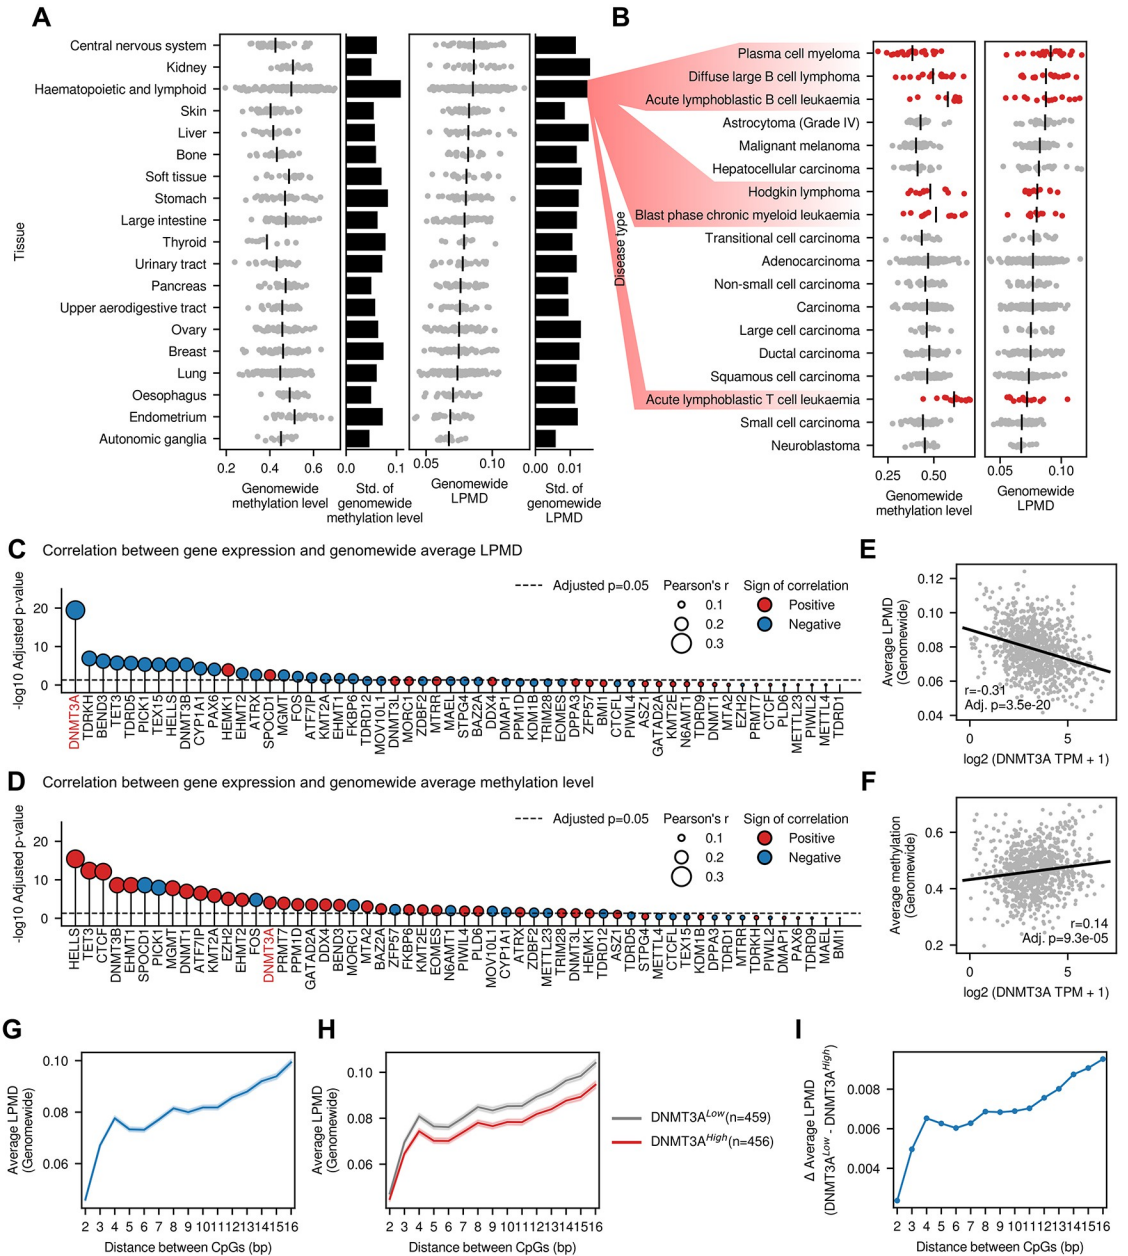 A
B
Tissue
Central nervous system
Kidney
Haematopoietic and lymphoid
Skin
Liver
Bone
Soft tissue
Stomach
Large intestine
Thyroid
Urinary tract
Pancreas
Upper aerodigestive tract
Ovary
Breast
Lung
Oesophagus
Endometrium
Autonomic ganglia
0.2 0.4 0.6
Genomewide
methylation level
0.0 0.1
Std. of
genomewide
methylation level
0.05 0.10
Genomewide
LPMD
0.00 0.01
Std. of
genomewide
LPMD
Disease type
Plasma cell myeloma
Diffuse large B cell lymphoma
Acute lymphoblastic B cell leukaemia
Astrocytoma (Grade IV)
Malignant melanoma
Hepatocellular carcinoma
Hodgkin lymphoma
Blast phase chronic myeloid leukaemia
Transitional cell carcinoma
Adenocarcinoma
Non-small cell carcinoma
Carcinoma
Large cell carcinoma
Ductal carcinoma
Squamous cell carcinoma
Acute lymphoblastic T cell leukaemia
Small cell carcinoma
Neuroblastoma
0.25 0.50
Genomewide
methylation level
0.05 0.10
Genomewide
LPMD
C Correlation between gene expression and genomewide average LPMD
-log10 Adjusted p-value
20
10
0
Adjusted p=0.05
Pearson's r
0.1
0.2
0.3
Sign of correlation
Positive
Negative
DNMT3A TDRKH BEND3 TET3 TDRD5 PICK1 TEX15 HELLS DNMT3B CYP1A1 PAX6 HEMK1 EHMT2 ATRX SPOCD1 MGMT FOS ATF7IP KMT2A EHMT1 FKBP6 TDRD12 MOV10L1 DNMT3L MORC1 ZDBF2 MTRR MAEL STPG4 BAZ2A DDX4 DMAP1 PPM1D KDM1B TRIM28 EOMES DPPA3 ZFP57 BMI1 CTCFL PIWIL4 ASZ1 GATAD2A KMT2E N6AMT1 TDRD9 DNMT1 MTA2 EZH2 PRMT7 CTCF PLD6 METTL23 PIWIL2 METTL4 TDRD1
D Correlation between gene expression and genomewide average methylation level
-log10 Adjusted p-value
20
10
0
Adjusted p=0.05
Pearson's r
0.1
0.2
0.3
Sign of correlation
Positive
Negative
HELLS TET3 CTCF DNMT3B EHMT1 SPOCD1 PICK1 MGMT DNMT1 ATF7IP KMT2A EZH2 EHMT2 FOS DNMT3A PRMT7 PPM1D GATAD2A DDX4 BEND3 MORC1 MTA2 BAZ2A ZFP57 FKBP6 KMT2E EOMES N6AMT1 PIWIL4 PLD6 MOV10L1 CYP1A1 ATRX ZDBF2 METTL23 TRIM28 DNMT3L HEMK1 TDRD12 ASZ1 TDRD5 STPG4 METTL4 CTCFL TEX15 KDM1B DPPA3 TDRD1 MTRR TDRKH PIWIL2 DMAP1 PAX6 TDRD9 MAEL BMI1
E
Average LPMD
(Genomewide)
0.12
0.10
0.08
0.06
0.04
r=-0.31
Adj. p=3.5e-20
0 5
log2 (DNMT3A TPM + 1)
F
Average methylation
(Genomewide)
0.6
0.4
0.2
r=0.14
Adj. p=9.3e-05
0 5
log2 (DNMT3A TPM + 1)
G
Average LPMD
(Genomewide)
0.10
0.08
0.06
2 3 4 5 6 7 8 9 10 11 12 13 14 15 16
Distance between CpGs (bp)
H
Average LPMD
(Genomewide)
0.10
0.08
0.06
2 3 4 5 6 7 8 9 10 11 12 13 14 15 16
Distance between CpGs (bp)
DNMT3A^Low (n=459)
DNMT3A^High (n=456)
I
Δ Average LPMD
(DNMT3A^Low - DNMT3A^High)
0.008
0.006
0.004
2 3 4 5 6 7 8 9 10 11 12 13 14 15 16
Distance between CpGs (bp)